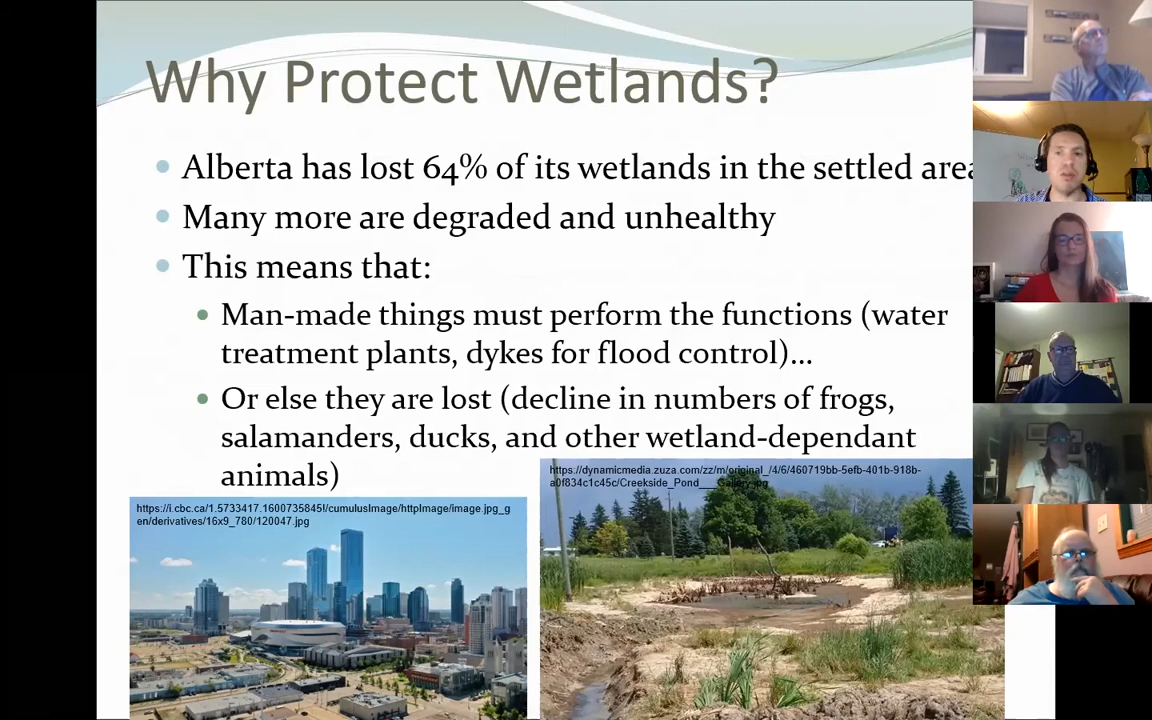 Why Protect Wetlands?
Alberta has lost 64% of its wetlands in the settled area
Many more are degraded and unhealthy
This means that:
Man-made things must perform the functions (water
treatment plants, dykes for flood control)...
Or else they are lost (decline in numbers of frogs,
salamanders, ducks, and other wetland-dependant
animals)
https://dynamicmedia.zuza.com/zz/m/original_/4/6/460719bb-5efb-401b-918b-
a0f834c1c45c/Creekside_Pond___Gallery.jpg
https://i.cbc.ca/1.5733417.1600735845!/cumulusImage/httpImage/image.jpg_g
en/derivatives/16x9_780/120047.jpg